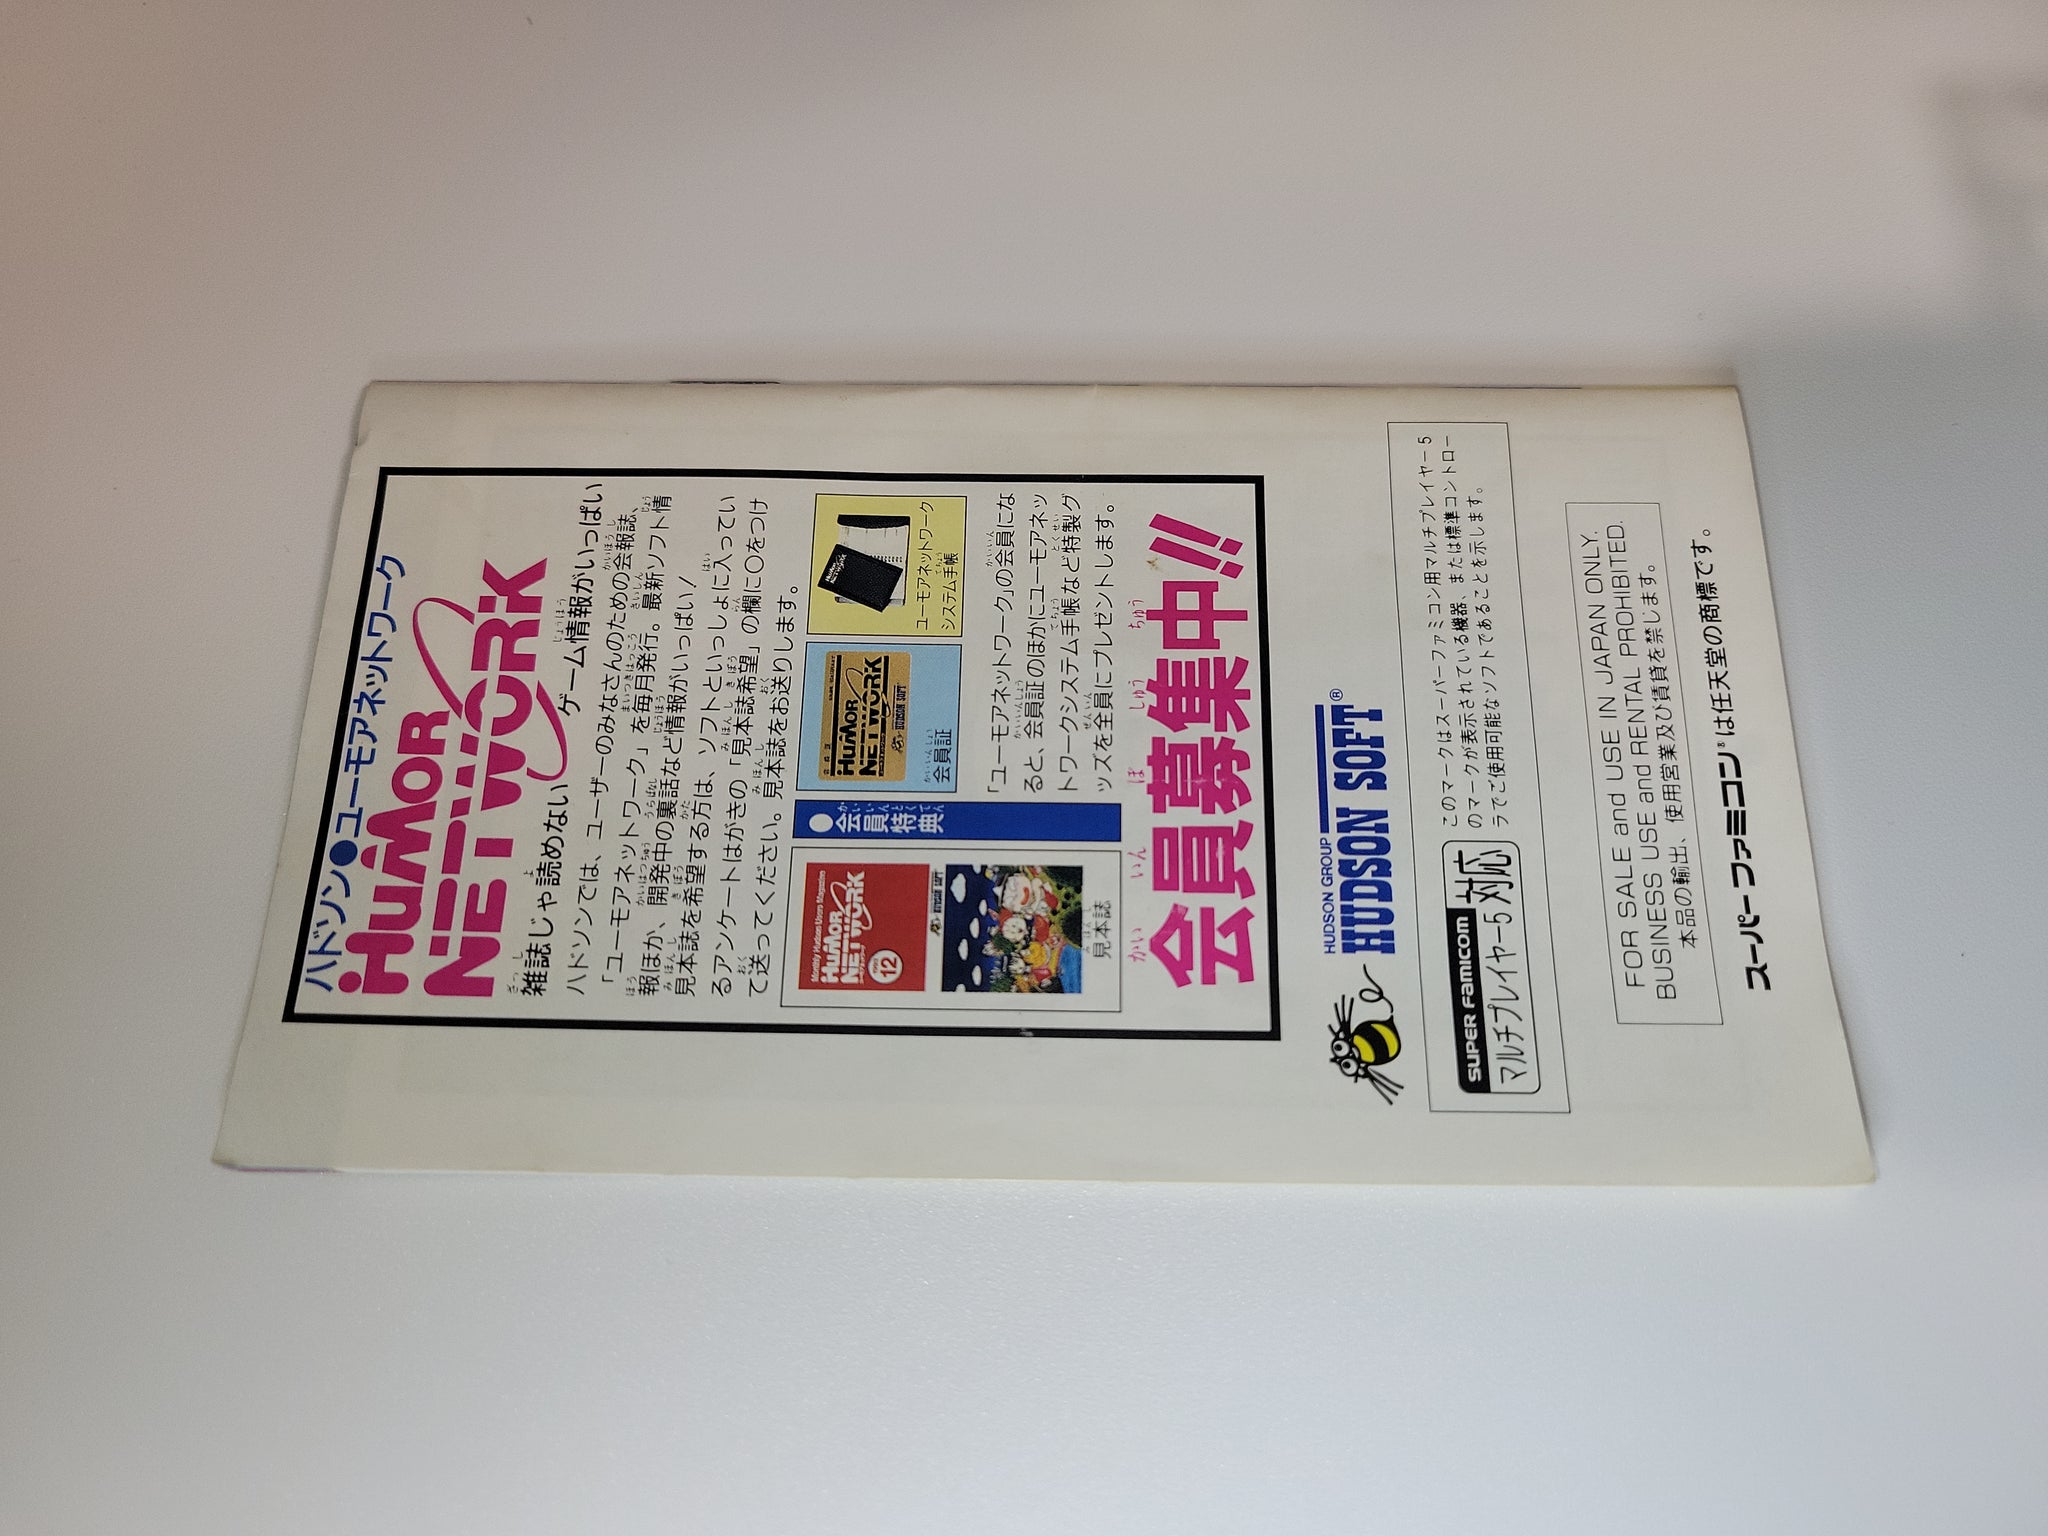 ハドソン●ユーモアネットワーク
HuMOR
NETWORK
雑誌じゃ読めない ゲーム情報がいっぱい
ハドソンでは、ユーザーのみなさんのための会報誌、
「ユーモアネットワーク」を毎月発行。最新ソフト情
報ほか、開発中の裏話など情報がいっぱい!
見本誌を希望する方は、ソフトといっしょに入ってい
るアンケートはがきの「見本誌希望」の欄に○をつけ
て送ってください。見本誌をお送りします。
Monthly Hudson Users Magazine
HuMOR
NETWORK
12
HUDSON SOFT
見本誌
●会員特典
HuMOR
NETWORK
HUDSON SOFT
会員証
ユーモアネットワーク
システム手帳
「ユーモアネットワーク」の会員にな
ると、会員証のほかにユーモアネッ
トワークシステム手帳など特製グ
ッズを全員にプレゼントします。
会員募集中!!
HUDSON GROUP
HUDSON SOFT®
SUPER FAMICOM
マルチプレイヤー5 対応
このマークはスーパーファミコン用マルチプレイヤー5
のマークが表示されている機器、または標準コントロー
ラでご使用可能なソフトであることを示します。
FOR SALE and USE IN JAPAN ONLY.
BUSINESS USE and RENTAL PROHIBITED.
本品の輸出、使用営業及び賃貸を禁じます。
スーパーファミコン®は任天堂の商標です。